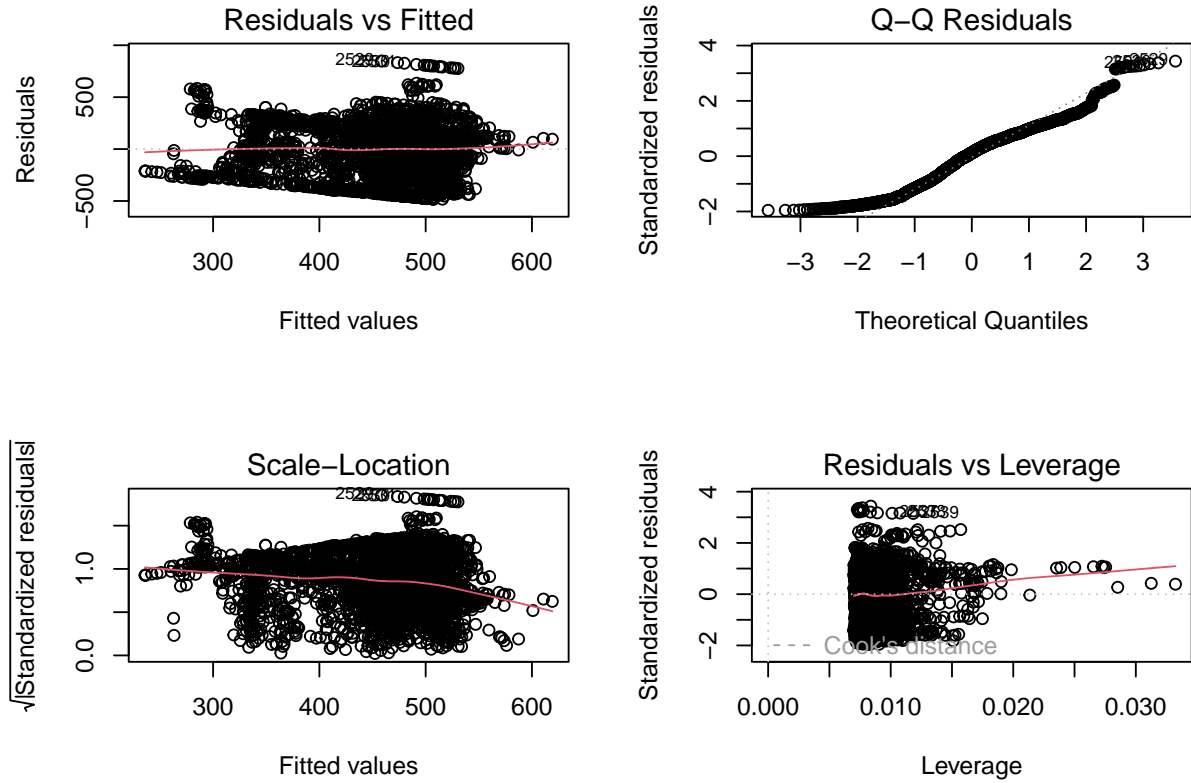 Residuals vs Fitted
Residuals
500
−500
300 400 500 600
Fitted values
Q−Q Residuals
Standardized residuals
4
2
0
−2
−3 −2 −1 0 1 2 3
Theoretical Quantiles
Scale−Location
√|Standardized residuals|
1.0
0.0
300 400 500 600
Fitted values
Residuals vs Leverage
Standardized residuals
4
2
0
−2
Cook's distance
0.000 0.010 0.020 0.030
Leverage